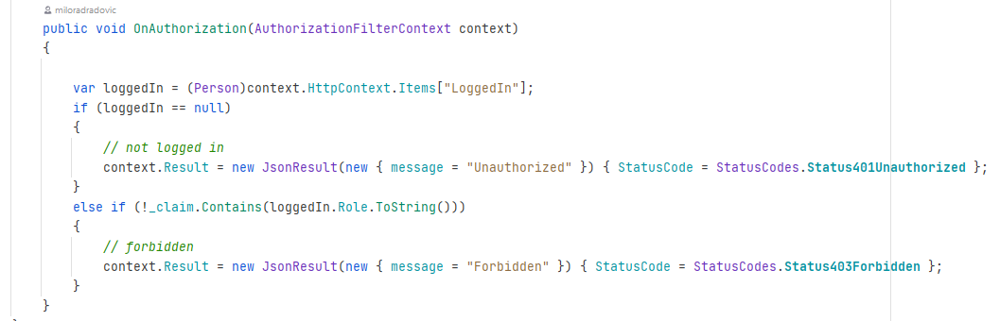 miloradradovic
public void OnAuthorization(AuthorizationFilterContext context)
{
var loggedIn = (Person)context.HttpContext.Items["LoggedIn"];
if (loggedIn == null)
{
// not logged in
context.Result = new JsonResult(new { message = "Unauthorized" }) { StatusCode = StatusCodes.Status401Unauthorized };
}
else if (!_claim.Contains(loggedIn.Role.ToString()))
{
// forbidden
context.Result = new JsonResult(new { message = "Forbidden" }) { StatusCode = StatusCodes.Status403Forbidden };
}
}